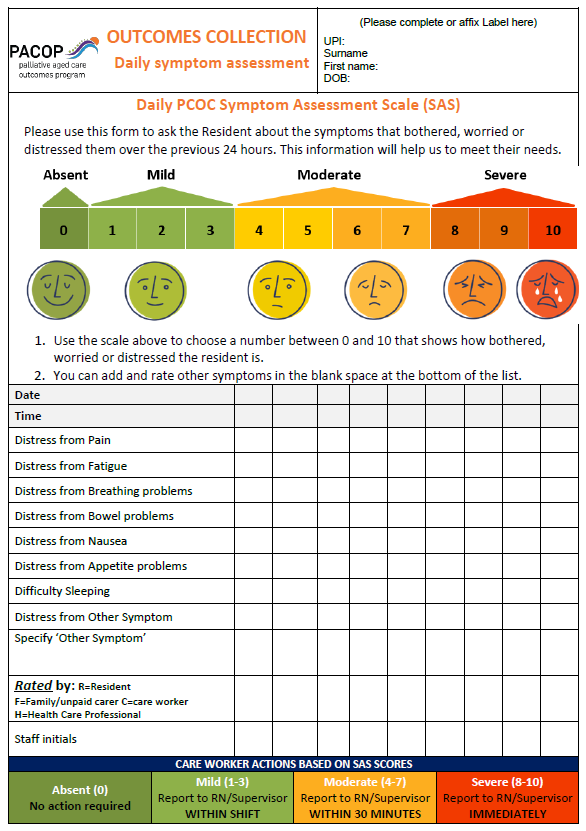 PACOP
palliative aged care
outcomes program
OUTCOMES COLLECTION
Daily symptom assessment
(Please complete or affix Label here)
UPI:
Surname
First name:
DOB:
Daily PCOC Symptom Assessment Scale (SAS)
Please use this form to ask the Resident about the symptoms that bothered, worried or
distressed them over the previous 24 hours. This information will help us to meet their needs.
Absent Mild Moderate Severe
0 1 2 3 4 5 6 7 8 9 10
1. Use the scale above to choose a number between 0 and 10 that shows how bothered,
worried or distressed the resident is.
2. You can add and rate other symptoms in the blank space at the bottom of the list.
Date
Time
Distress from Pain
Distress from Fatigue
Distress from Breathing problems
Distress from Bowel problems
Distress from Nausea
Distress from Appetite problems
Difficulty Sleeping
Distress from Other Symptom
Specify 'Other Symptom'
Rated by: R=Resident
F=Family/unpaid carer C=care worker
H=Health Care Professional
Staff initials
CARE WORKER ACTIONS BASED ON SAS SCORES
Absent (0)
No action required
Mild (1-3)
Report to RN/Supervisor
WITHIN SHIFT
Moderate (4-7)
Report to RN/Supervisor
WITHIN 30 MINUTES
Severe (8-10)
Report to RN/Supervisor
IMMEDIATELY